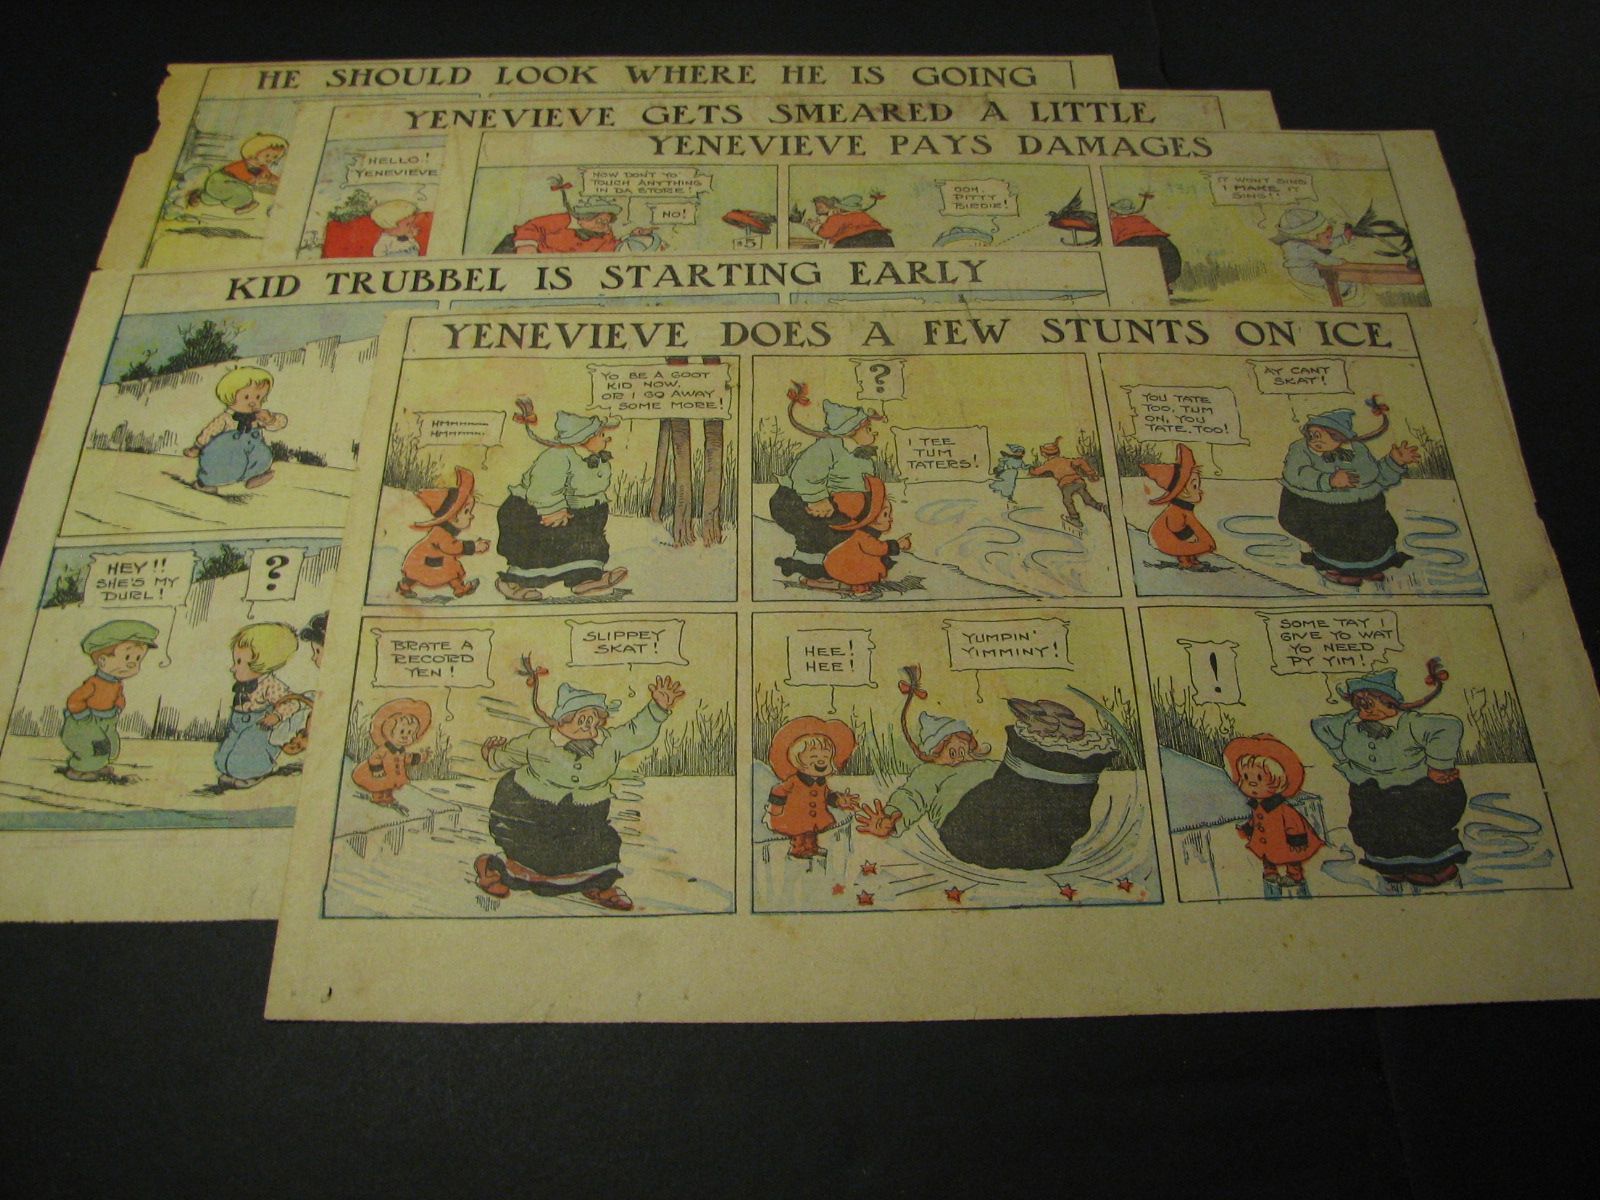 HE SHOULD LOOK WHERE HE IS GOING
YENEVIEVE GETS SMEARED A LITTLE
HELLO!
YENEVIEVE
YENEVIEVE PAYS DAMAGES
NOW DON'T YO'
TOUCH ANYTHING
IN DA STORE!
NO!
$5
OOH,
PITTY
BIRDIE!
IT WONT SING
I MAKE IT
SING!!
KID TRUBBEL IS STARTING EARLY
HEY!!
SHE'S MY
DURL!
?
YENEVIEVE DOES A FEW STUNTS ON ICE
HMMMM
HMMMM
YO BE A GOOT
KID NOW,
OR I GO AWAY
SOME MORE!
?
I TEE
TUM
TATERS!
YOU TATE
TOO, TUM
ON, YOU
TATE, TOO!
AY CANT
SKAT!
BRATE A
RECORD
YEN!
SLIPPEY
SKAT!
HEE!
HEE!
YUMPIN'
YIMMINY!
!
SOME TAY I
GIVE YO WAT
YO NEED
PY YIM!